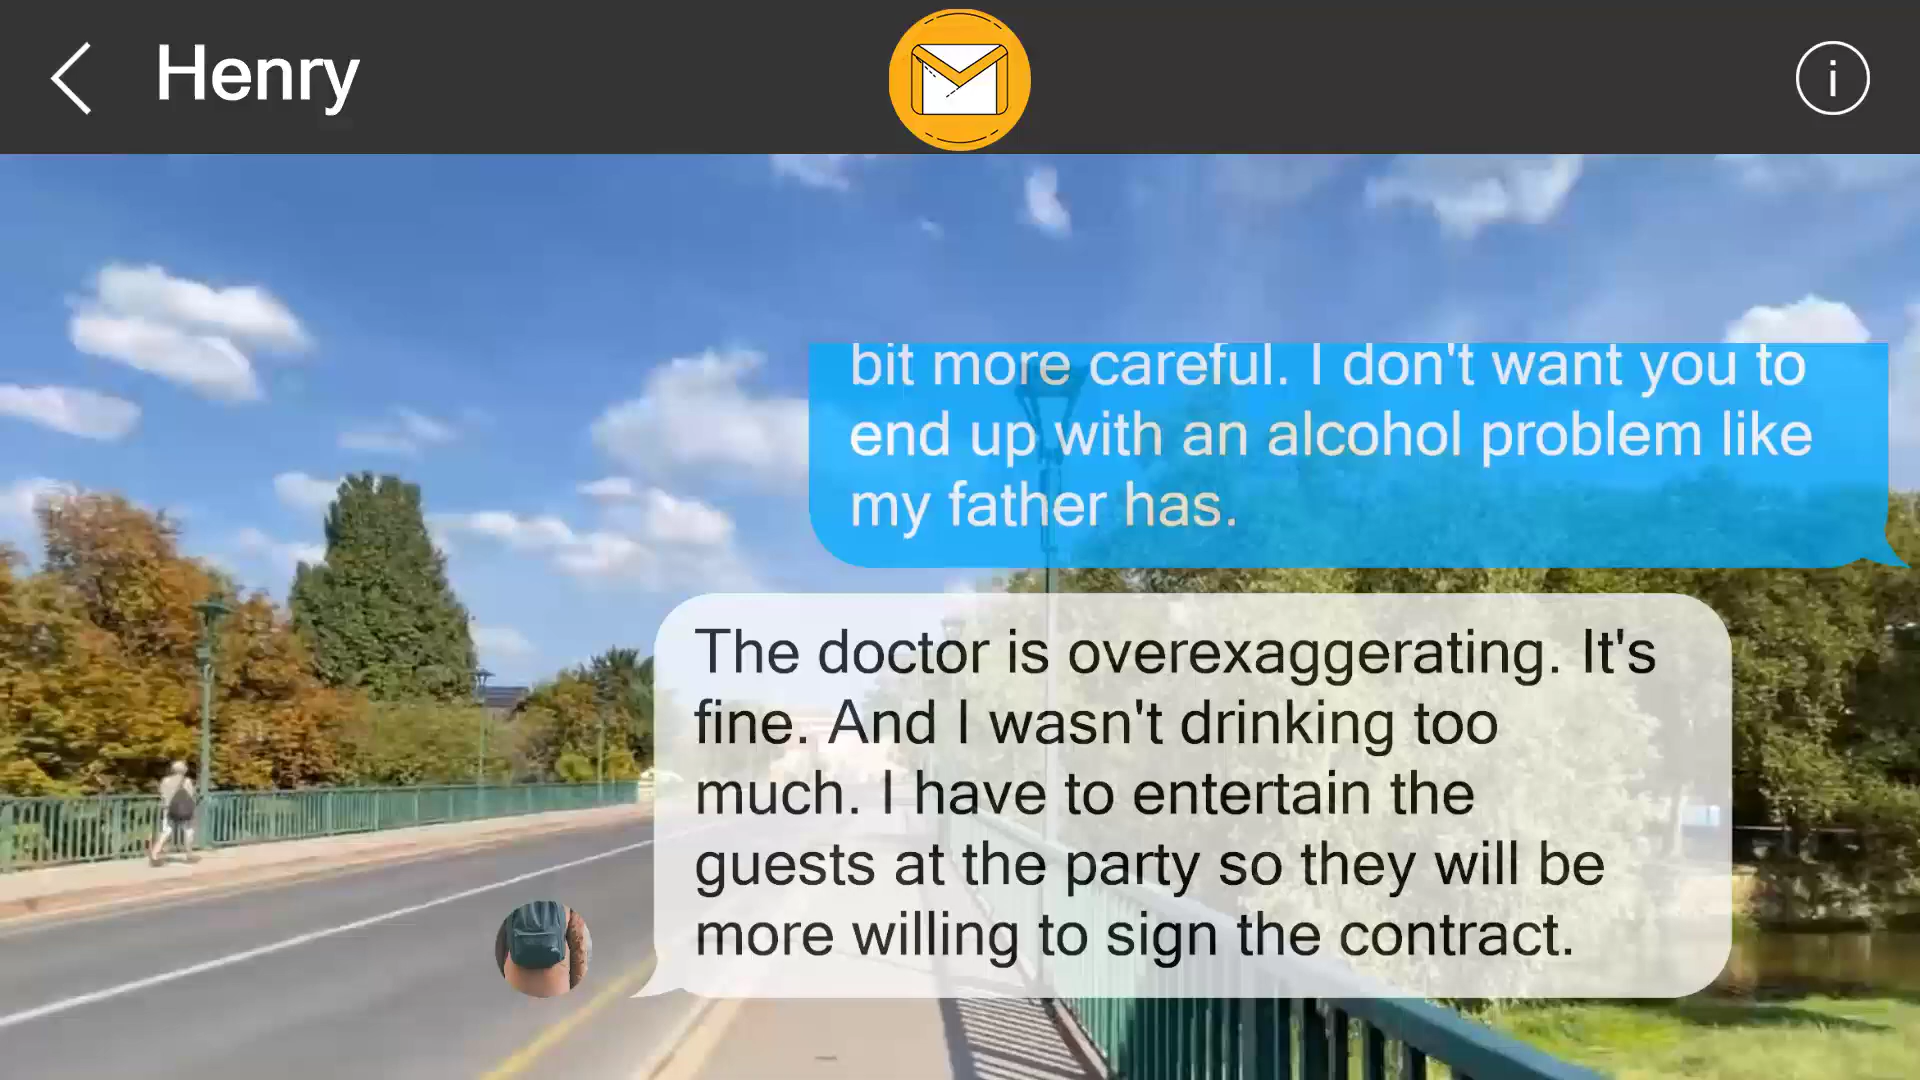 Henry
bit more careful. I don't want you to
end up with an alcohol problem like
my father has.
The doctor is overexaggerating. It's
fine. And I wasn't drinking too
much. I have to entertain the
guests at the party so they will be
more willing to sign the contract.